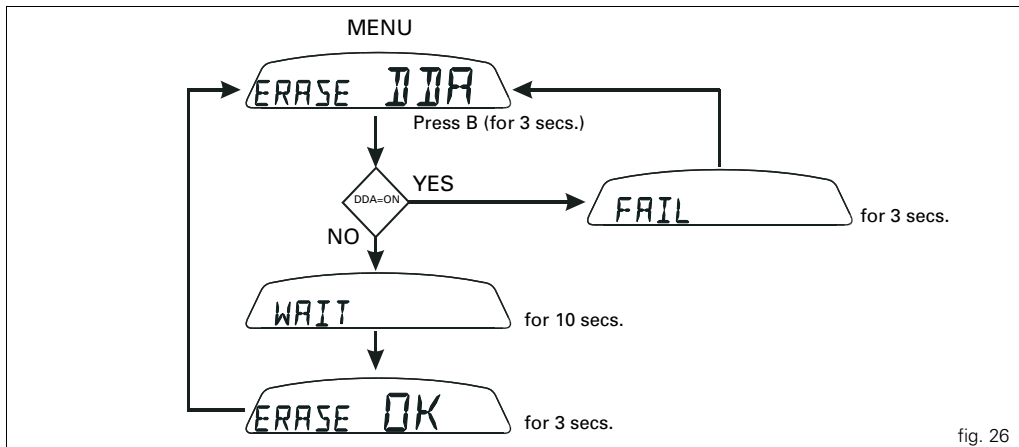 MENU
ERASE DDA
Press B (for 3 secs.)
DDA=ON
YES
FAIL
for 3 secs.
NO
WAIT
for 10 secs.
ERASE OK
for 3 secs.
fig. 26